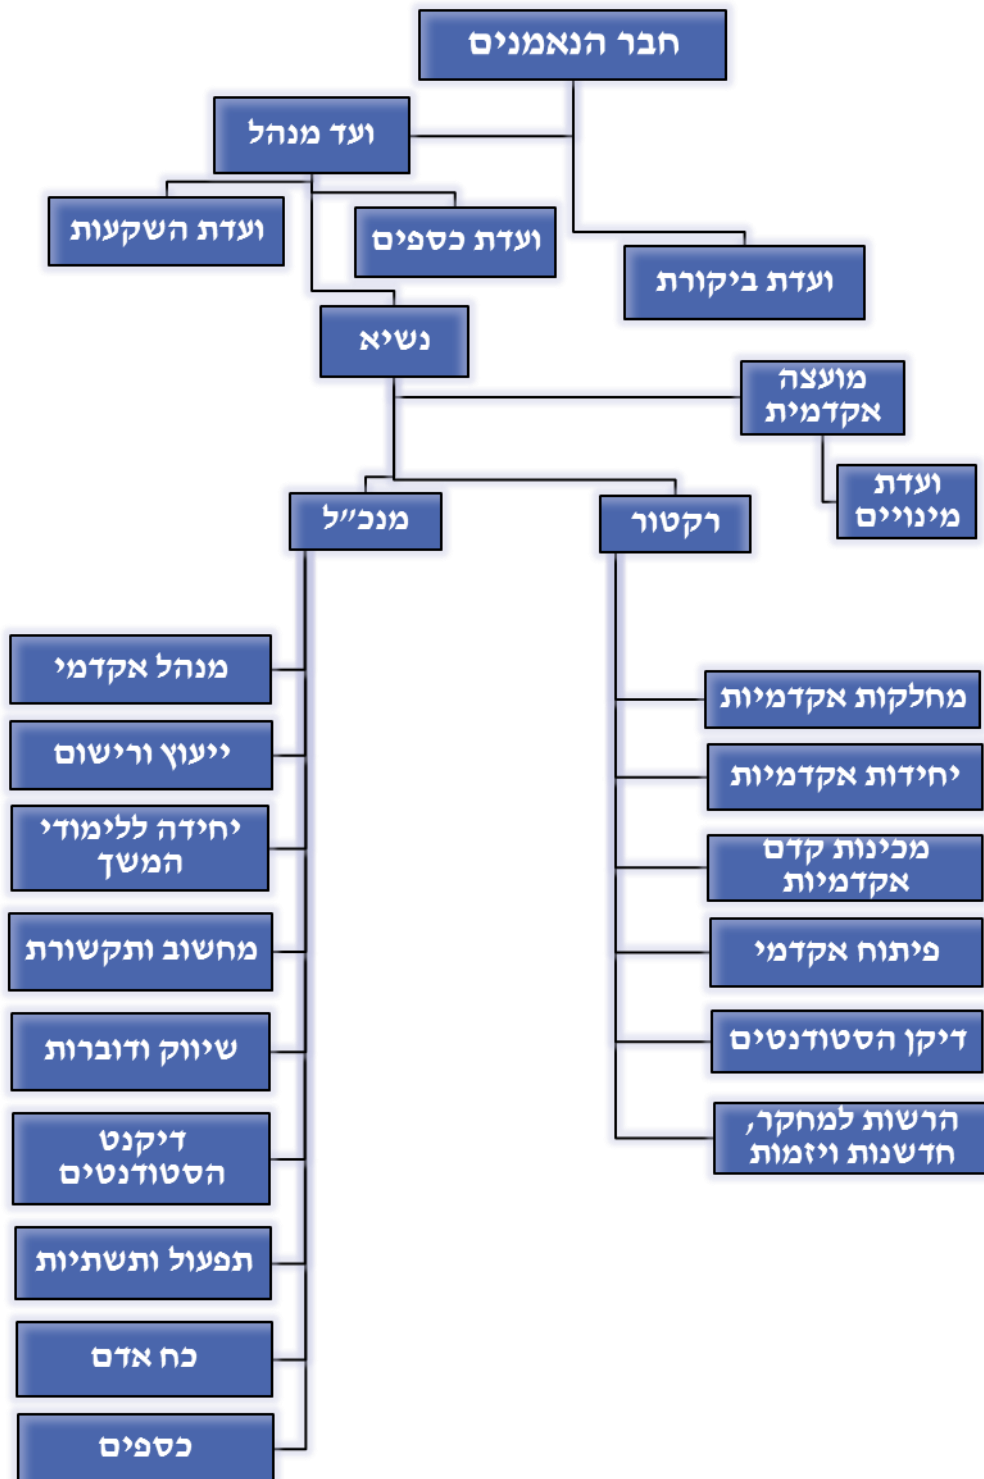 חבר הנאמנים
ועד מנהל
ועדת השקעות
ועדת כספים
ועדת ביקורת
נשיא
מועצה
אקדמית
ועדת
מינויים
רקטור
מנכ״ל
מחלקות אקדמיות
יחידות אקדמיות
מכינות קדם
אקדמיות
פיתוח אקדמי
דיקן הסטודנטים
הרשות למחקר,
חדשנות ויזמות
מנהל אקדמי
ייעוץ ורישום
יחידה ללימודי
המשך
מחשוב ותקשורת
שיווק ודוברות
דיקנט
הסטודנטים
תפעול ותשתיות
כח אדם
כספים